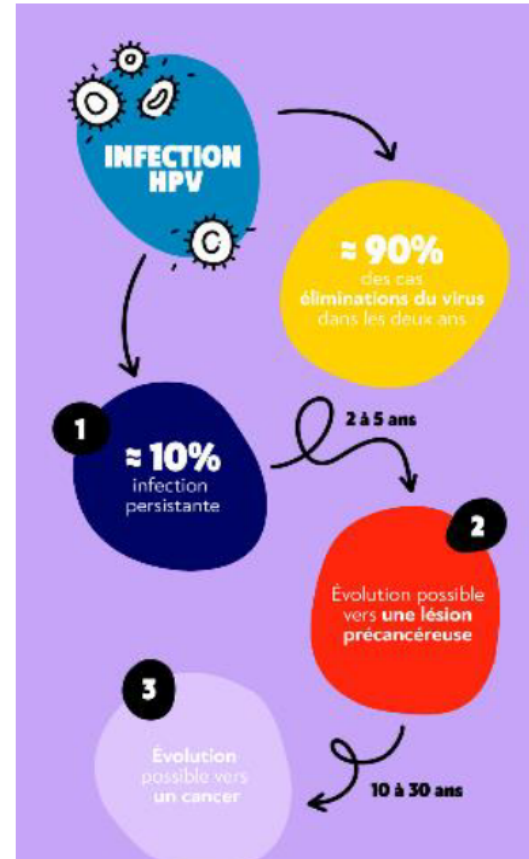 INFECTION
HPV
≈ 90%
des cas
éliminations du virus
dans les deux ans
1
≈ 10%
infection
persistante
2 à 5 ans
2
Évolution possible
vers une lésion
précancéreuse
3
Évolution
possible vers
un cancer
10 à 30 ans